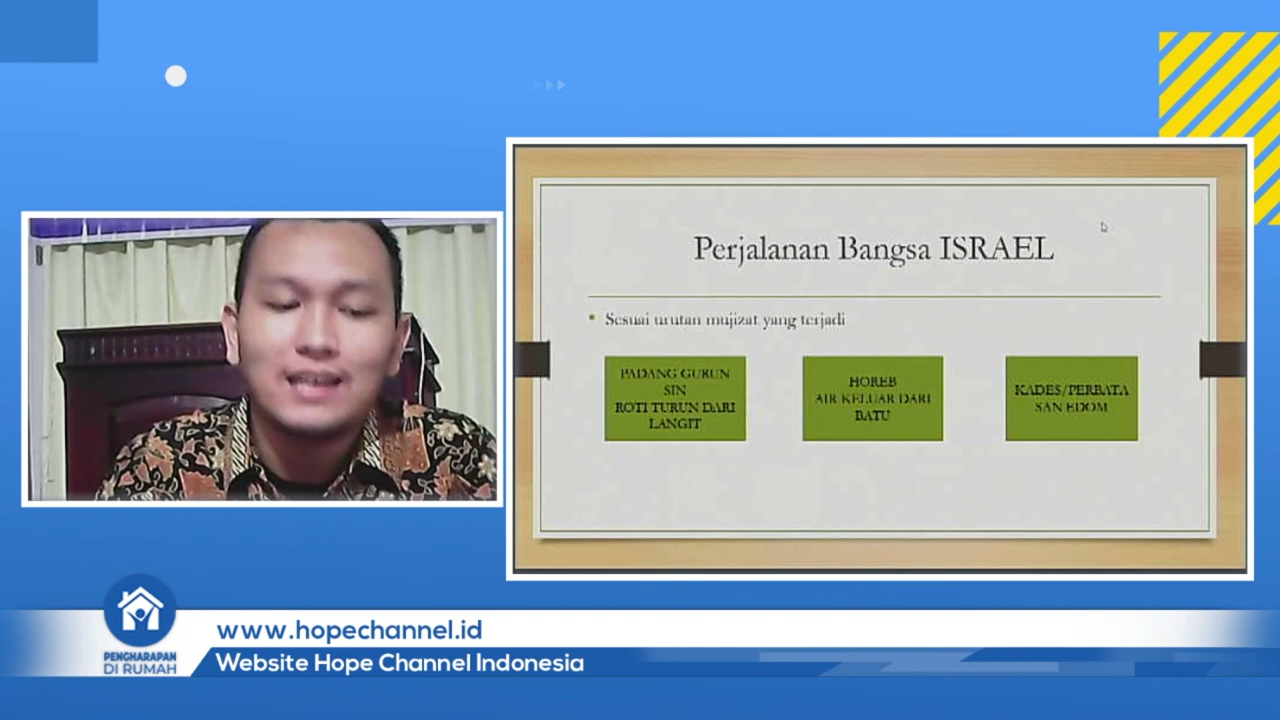 Perjalanan Bangsa ISRAEL
• Sesuai urutan mujizat yang terjadi
PADANG GURUN
SIN
ROTI TURUN DARI
LANGIT
HOREB
AIR KELUAR DARI
BATU
KADES/PERBATA
SAN EDOM
PENGHARAPAN
DI RUMAH
www.hopechannel.id
Website Hope Channel Indonesia